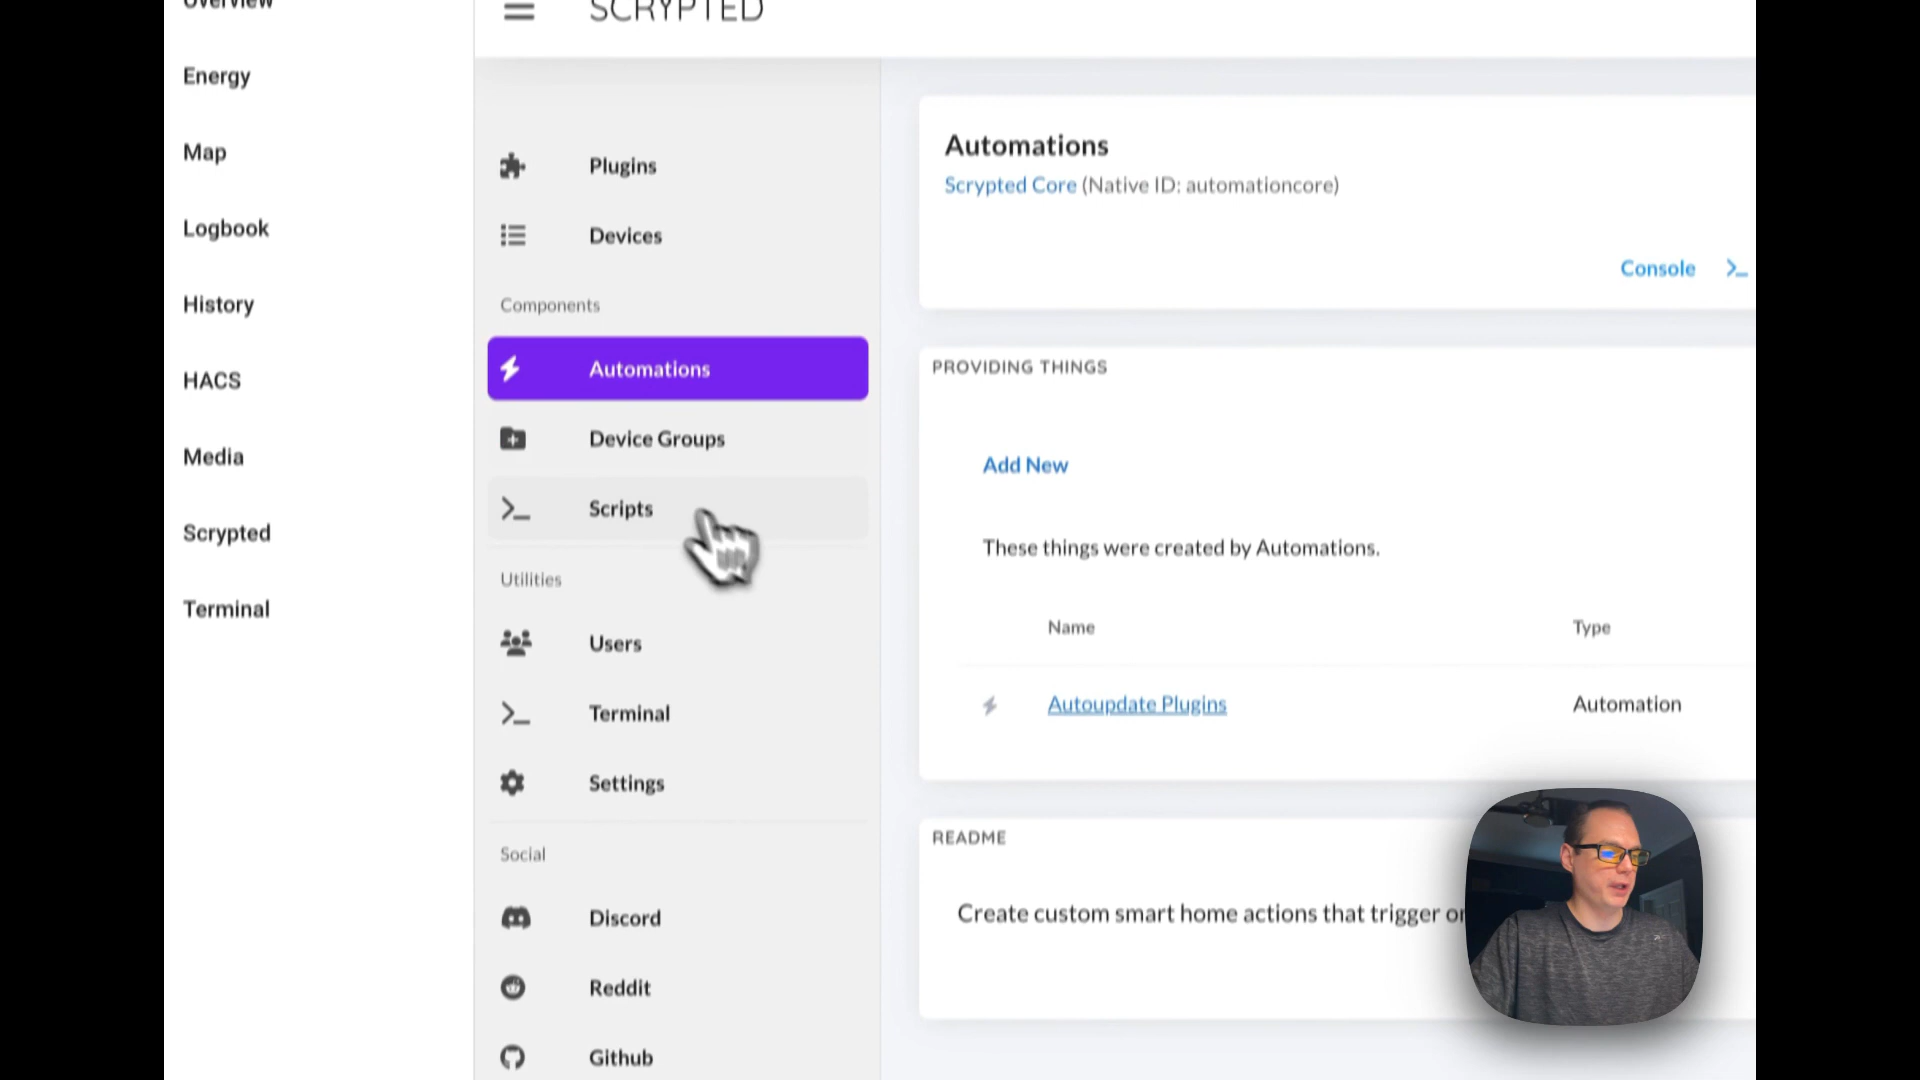 Overview
Energy
Map
Logbook
History
HACS
Media
Scrypted
Terminal
SCRYPTED
Plugins
Devices
Components
Automations
Device Groups
Scripts
Utilities
Users
Terminal
Settings
Social
Discord
Reddit
Github
Automations
Scrypted Core (Native ID: automationcore)
Console
PROVIDING THINGS
Add New
These things were created by Automations.
Name Type
Autoupdate Plugins Automation
README
Create custom smart home actions that trigger